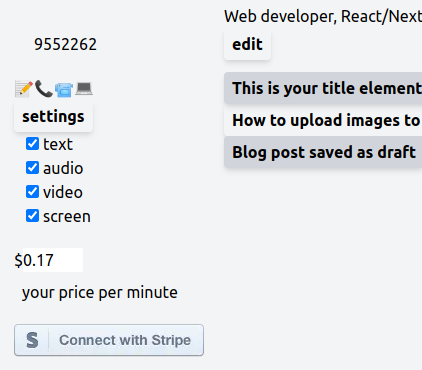 9552262
settings
text
audio
video
screen
$0.17
your price per minute
S Connect with Stripe
Web developer, React/Next
edit
This is your title element
How to upload images to
Blog post saved as draft